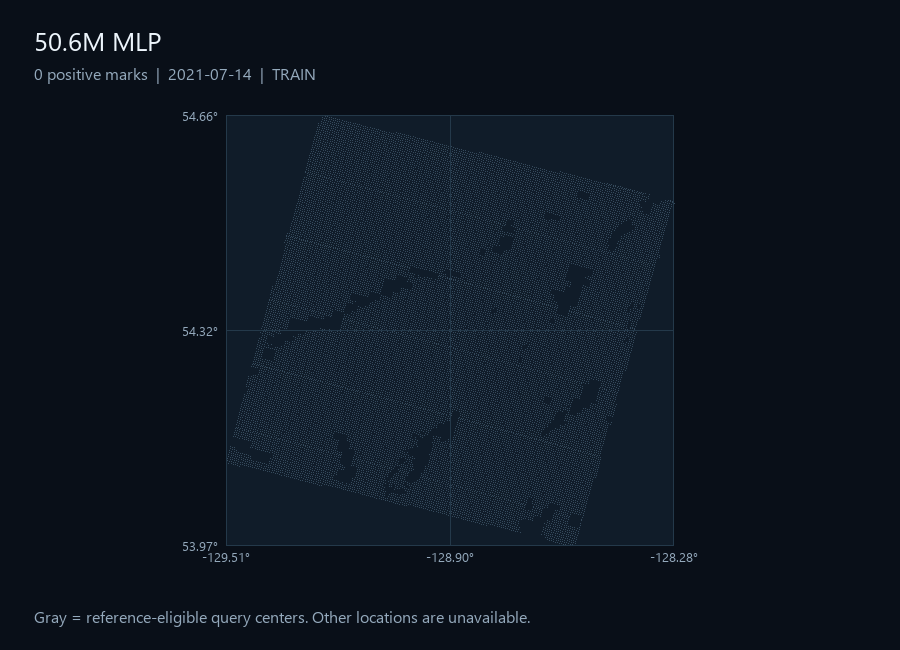 50.6M MLP
0 positive marks | 2021-07-14 | TRAIN
54.66°
54.32°
53.97°
-129.51° -128.90° -128.28°
Gray = reference-eligible query centers. Other locations are unavailable.